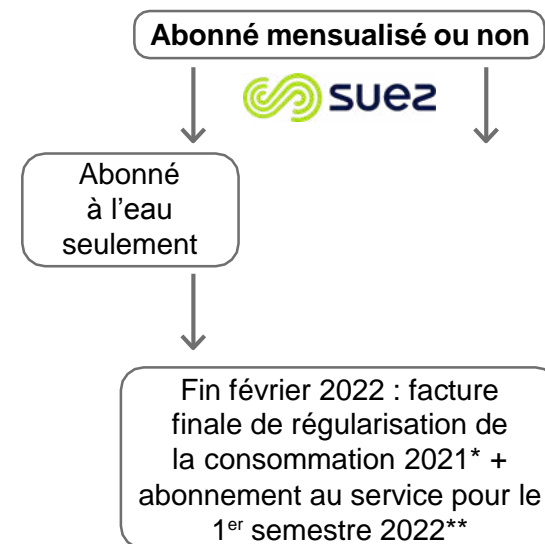 Abonné mensualisé ou non
suez
Abonné
à l’eau
seulement
Fin février 2022 : facture
finale de régularisation de
la consommation 2021* +
abonnement au service pour le
1er semestre 2022**